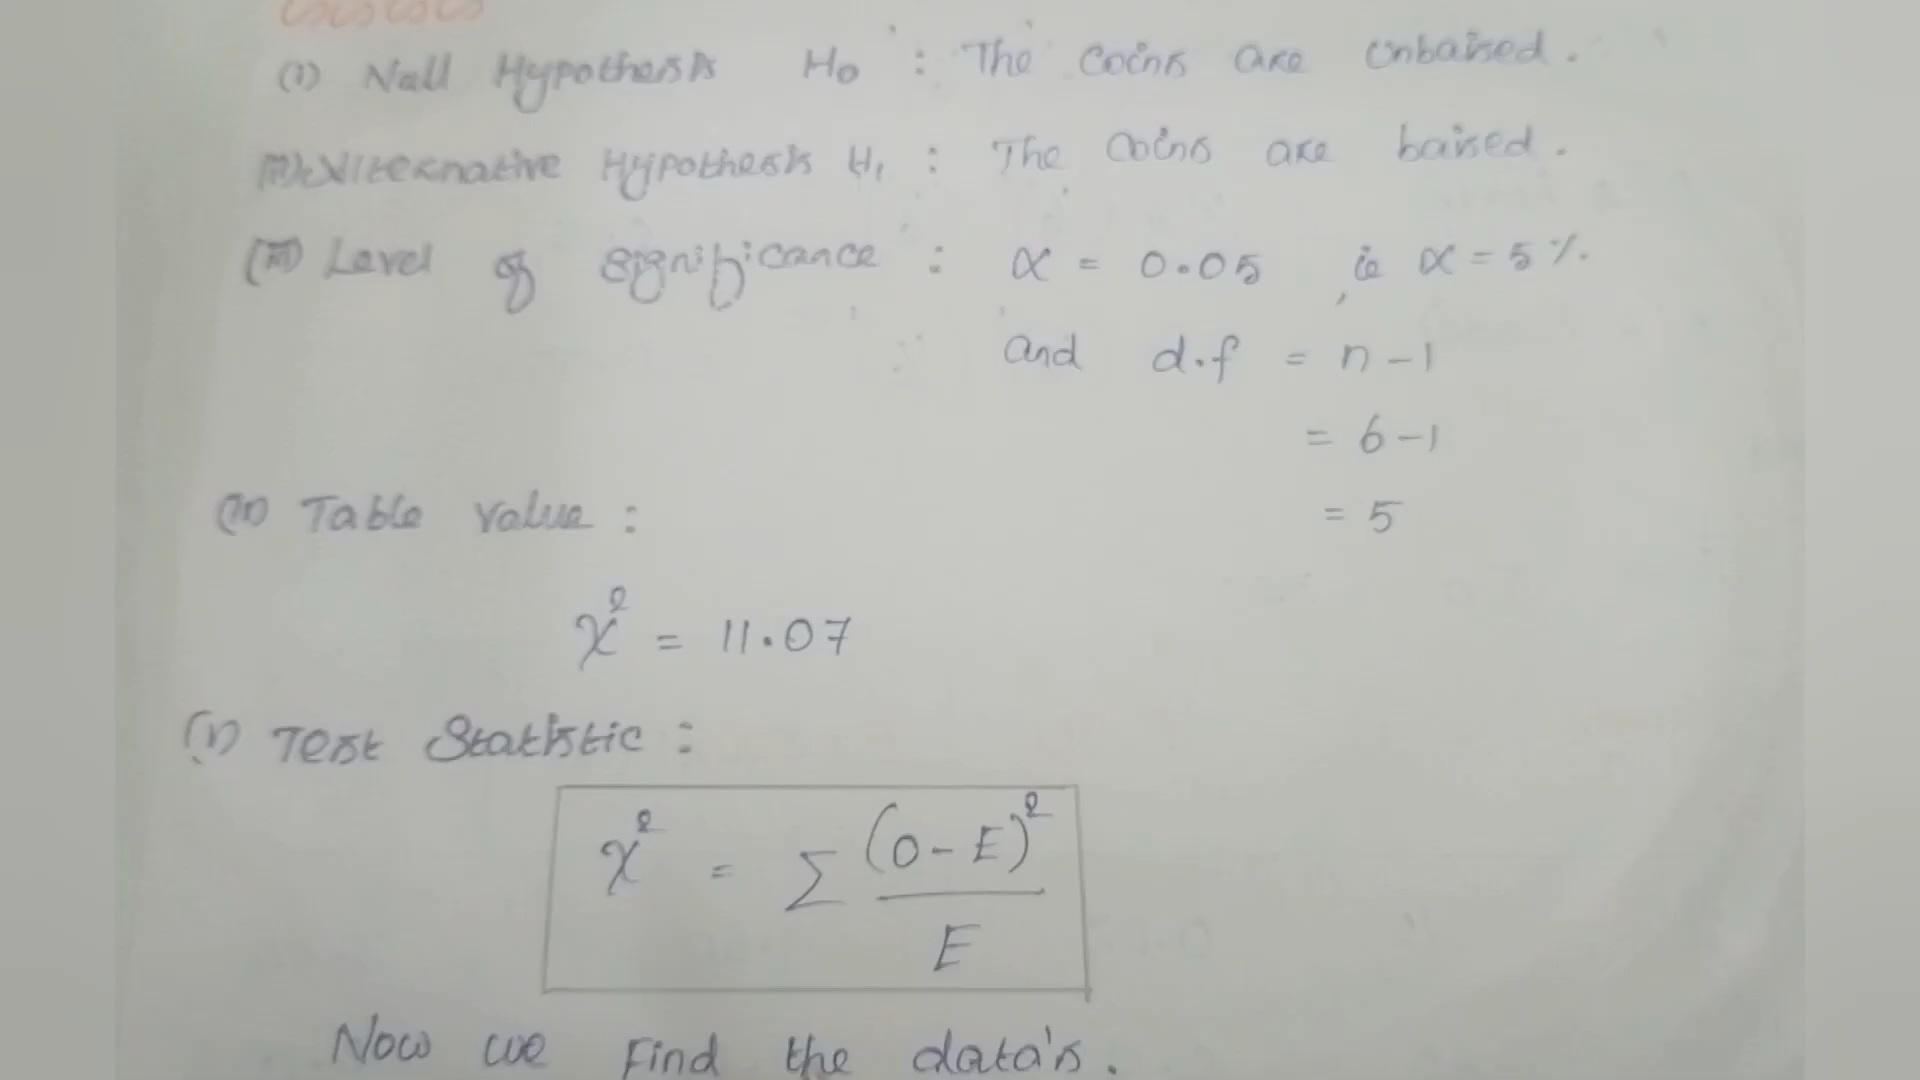 (i) Null Hypothesis H₀ : The Coins are unbaised.
(ii) Alternative Hypothesis H₁ : The Coins are baised.
(iii) Level of significance : α = 0.05 , ie α = 5 %.
and d.f = n - 1
= 6 - 1
(iv) Table value : = 5
χ² = 11.07
(v) Test Statistic :
χ² = Σ (O - E)² / E
Now we Find the data's.